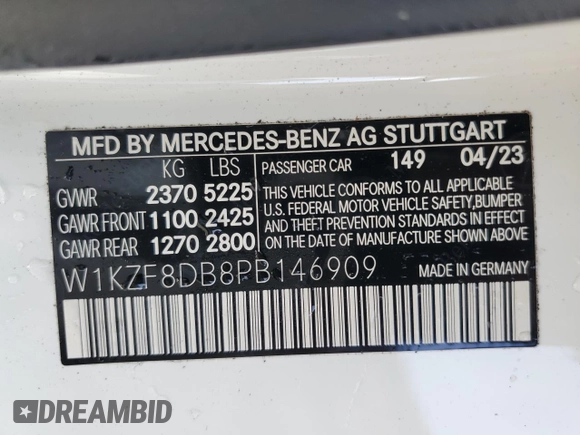 MFD BY MERCEDES-BENZ AG STUTTGART
KG LBS PASSENGER CAR 149 04/23
GVWR 2370 5225
GAWR FRONT 1100 2425
GAWR REAR 1270 2800
THIS VEHICLE CONFORMS TO ALL APPLICABLE
U.S. FEDERAL MOTOR VEHICLE SAFETY, BUMPER
AND THEFT PREVENTION STANDARDS IN EFFECT
ON THE DATE OF MANUFACTURE SHOWN ABOVE.
W1KZF8DB8PB146909 MADE IN GERMANY
DREAMBID